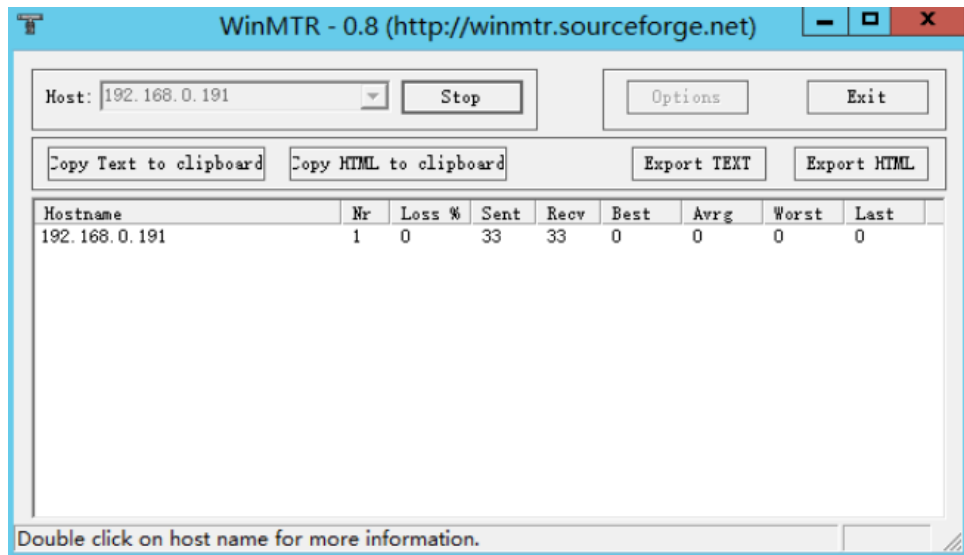 WinMTR - 0.8 (http://winmtr.sourceforge.net)
Host: 192.168.0.191 Stop Options Exit
Copy Text to clipboard Copy HTML to clipboard Export TEXT Export HTML
Hostname Nr Loss % Sent Recv Best Avrg Worst Last
192.168.0.191 1 0 33 33 0 0 0 0
Double click on host name for more information.